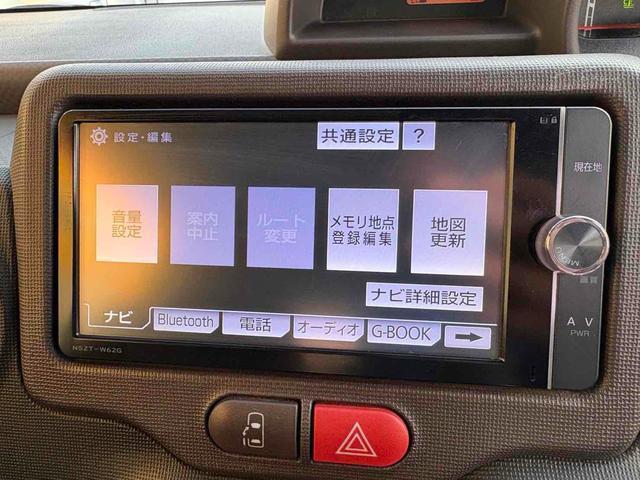 設定・編集
共通設定
?
現在地
音量
設定
案内
中止
ルート
変更
メモリ地点
登録編集
地図
更新
MENU
ナビ詳細設定
ナビ
Bluetooth
電話
オーディオ
G-BOOK
AV
PWR
NSZT-W62G